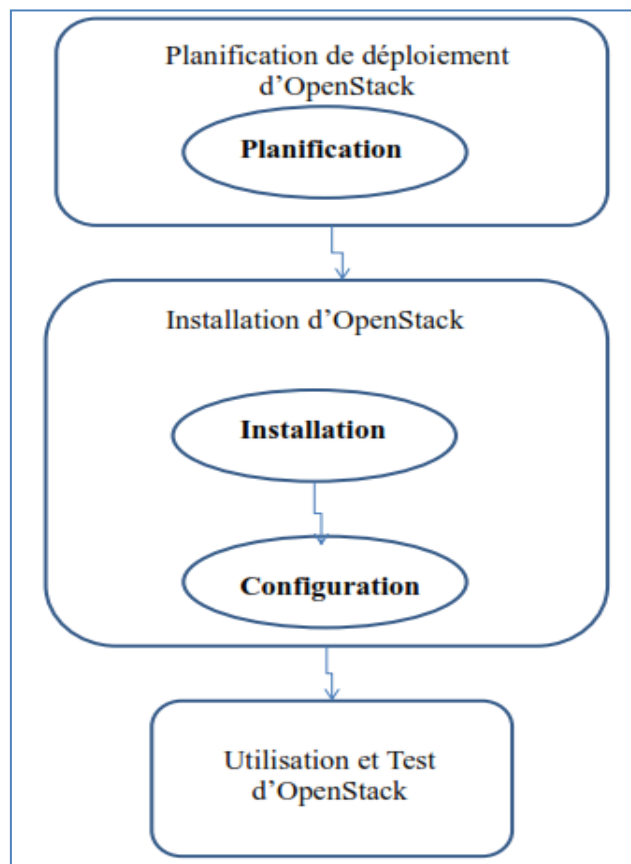 Planification de déploiement
d’OpenStack
Planification
Installation d’OpenStack
Installation
Configuration
Utilisation et Test
d’OpenStack